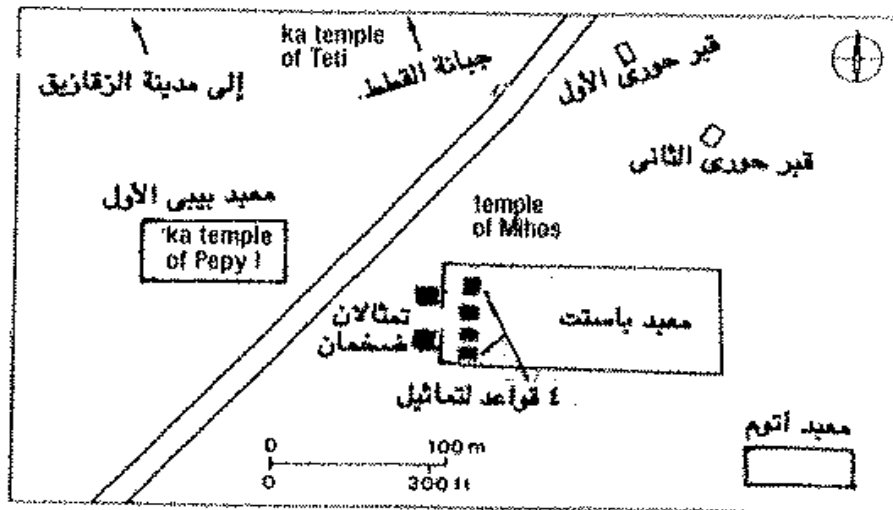 ka temple
of Teti
جبانة القطط
إلى مدينة الزقازيق
قبر حورى الأول
قبر حورى الثانى
معبد بيبى الأول
ka temple
of Pepy I
temple
of Mihos
معبد باستت
تمثالان
ضخمان
٤ قواعد لتماثيل
معبد أتوم
0 100 m
0 300 ft